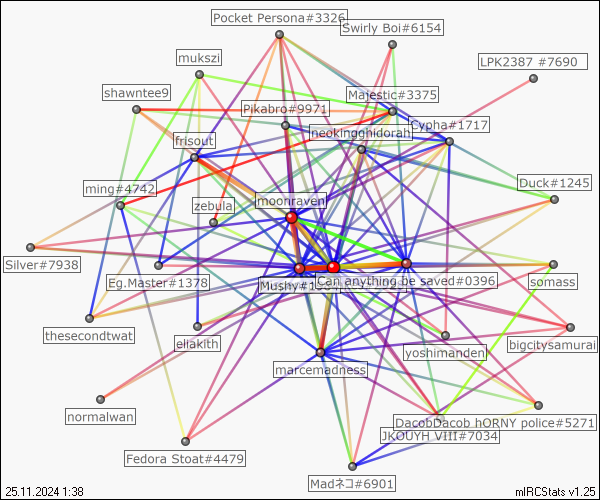 Pocket Persona#3326
Swirly Boi#6154
mukszi
LPK2387 #7690
shawntee9
Majestic#3375
Pikabro#9971
neokingghidorah
Cypha#1717
frisout
ming#4742
Duck#1245
moonraven
zebula
Silver#7938
Eg.Master#1378
Mushy#1
Can anything be saved#0396
somass
thesecondtwat
eliakith
yoshimanden
bigcitysamurai
marcemadness
normalwan
DacobDacob hORNY police#5271
JKOUYH VIII#7034
Fedora Stoat#4479
Madネコ#6901
25.11.2024 1:38
mIRCStats v1.25